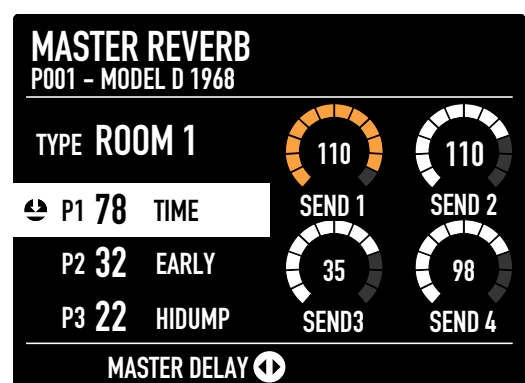 MASTER REVERB
P001 - MODEL D 1968
TYPE ROOM 1
110
110
SEND 1
SEND 2
P1 78 TIME
P2 32 EARLY
35
98
P3 22 HIDUMP
SEND3
SEND 4
MASTER DELAY